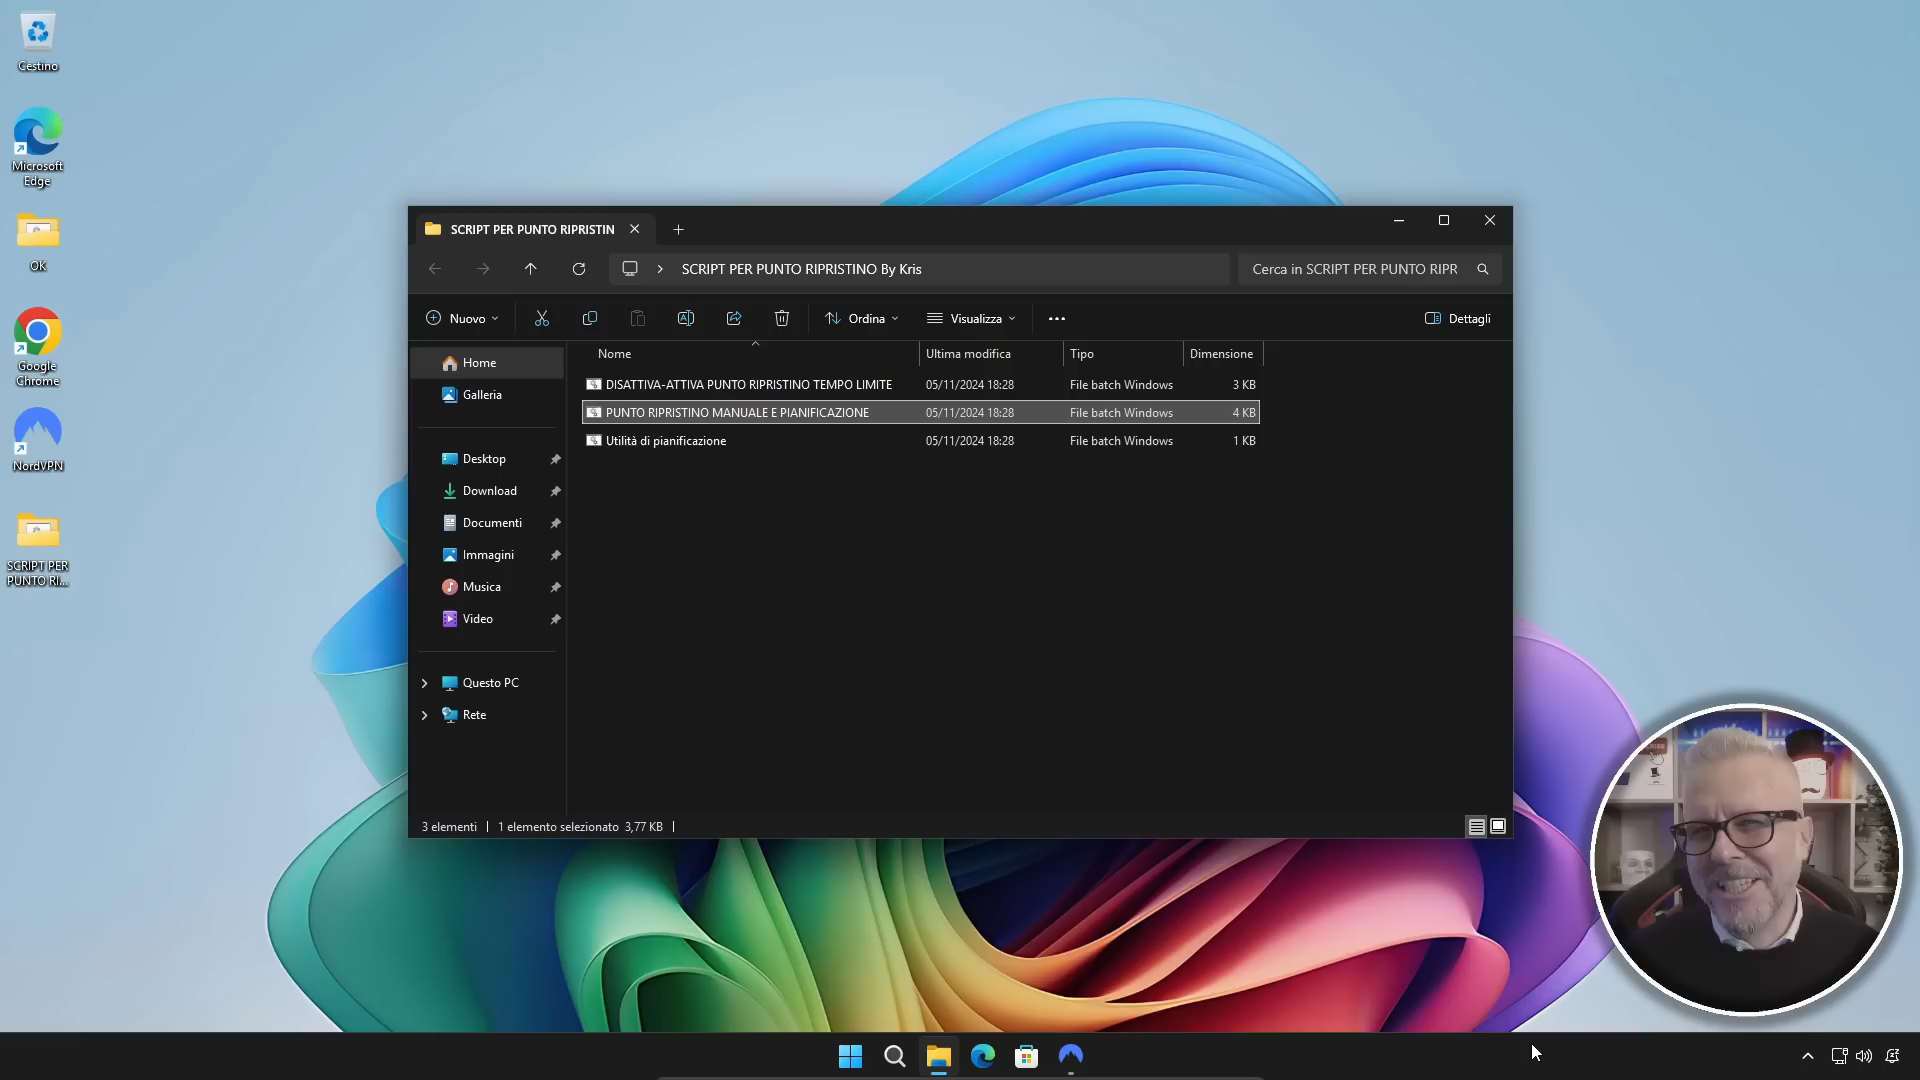 Cestino
Microsoft
Edge
OK
Google
Chrome
NordVPN
SCRIPT PER
PUNTO RI...
SCRIPT PER PUNTO RIPRISTIN
SCRIPT PER PUNTO RIPRISTINO By Kris
Cerca in SCRIPT PER PUNTO RIPR
Nuovo
Ordina
Visualizza
Dettagli
Home
Galleria
Desktop
Download
Documenti
Immagini
Musica
Video
Questo PC
Rete
Nome Ultima modifica Tipo Dimensione
DISATTIVA-ATTIVA PUNTO RIPRISTINO TEMPO LIMITE 05/11/2024 18:28 File batch Windows 3 KB
PUNTO RIPRISTINO MANUALE E PIANIFICAZIONE 05/11/2024 18:28 File batch Windows 4 KB
Utilità di pianificazione 05/11/2024 18:28 File batch Windows 1 KB
3 elementi 1 elemento selezionato 3,77 KB